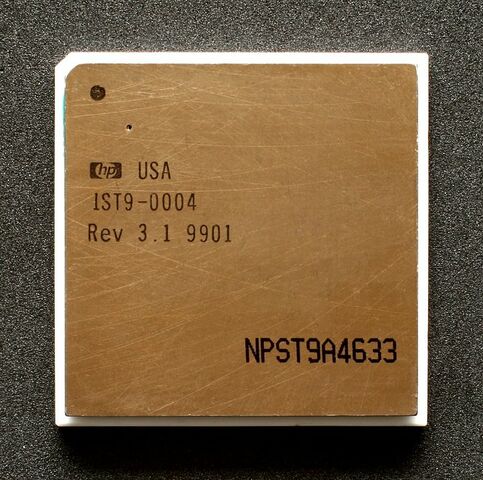 hp USA
1ST9-0004
Rev 3.1 9901
NPST9A4633